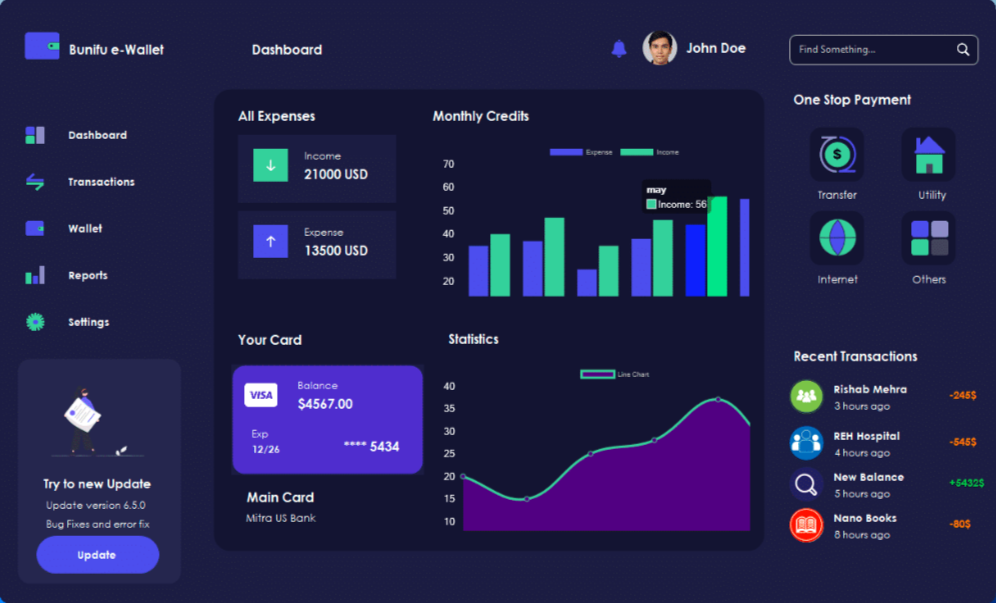 Bunifu e-Wallet
Dashboard
John Doe
Find Something...
Dashboard
Transactions
Wallet
Reports
Settings
Try to new Update
Update version 6.5.0
Bug Fixes and error fix
Update
All Expenses
Income
21000 USD
Expense
13500 USD
Monthly Credits
Expense
Income
70
60
50
40
30
20
may
Income: 56
Your Card
VISA
Balance
$4567.00
Exp
12/26
**** 5434
Main Card
Mitra US Bank
Statistics
Line Chart
40
35
30
25
20
15
10
One Stop Payment
$
Transfer
Utility
Internet
Others
Recent Transactions
Rishab Mehra
3 hours ago
-245$
REH Hospital
4 hours ago
-545$
New Balance
5 hours ago
+5432$
Nano Books
8 hours ago
-80$